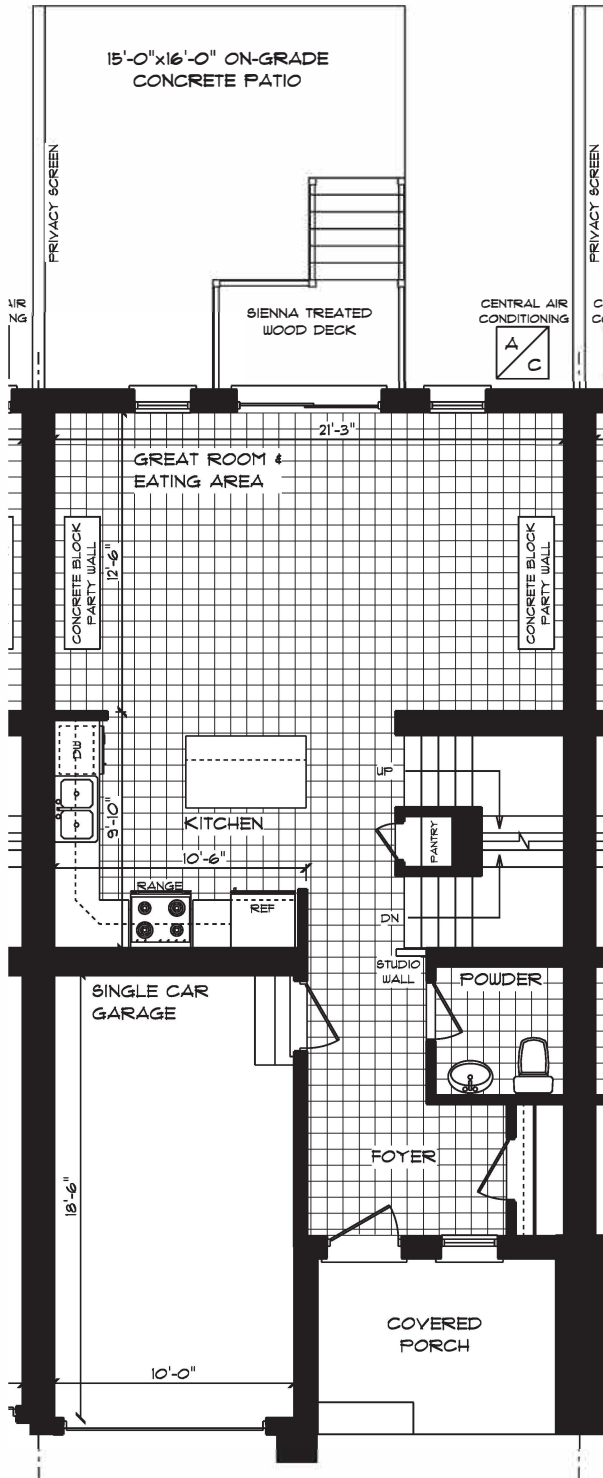 15'-0"x16'-0" ON-GRADE
CONCRETE PATIO
PRIVACY SCREEN
PRIVACY SCREEN
SIENNA TREATED
WOOD DECK
CENTRAL AIR
CONDITIONING
A/C
AIR
NG
21'-3"
GREAT ROOM &
EATING AREA
12'-6"
CONCRETE BLOCK
PARTY WALL
CONCRETE BLOCK
PARTY WALL
DW
UP
9'-10"
KITCHEN
PANTRY
10'-6"
RANGE
REF
DN
STUDIO
WALL
POWDER
SINGLE CAR
GARAGE
FOYER
18'-6"
COVERED
PORCH
10'-0"